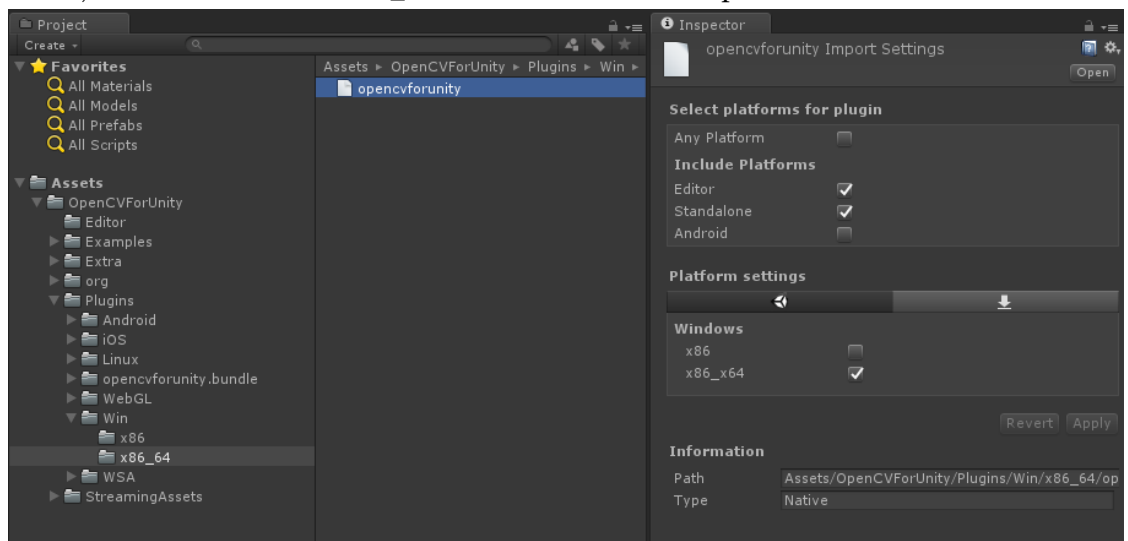 Project
Create
Favorites
All Materials
All Models
All Prefabs
All Scripts
Assets
OpenCVForUnity
Editor
Examples
Extra
org
Plugins
Android
iOS
Linux
opencvforunity.bundle
WebGL
Win
x86
x86_64
WSA
StreamingAssets
Assets ▸ OpenCVForUnity ▸ Plugins ▸ Win ▸
opencvforunity
Inspector
opencvforunity Import Settings
Open
Select platforms for plugin
Any Platform
Include Platforms
Editor
Standalone
Android
Platform settings
Windows
x86
x86_x64
Revert Apply
Information
Path Assets/OpenCVForUnity/Plugins/Win/x86_64/op
Type Native